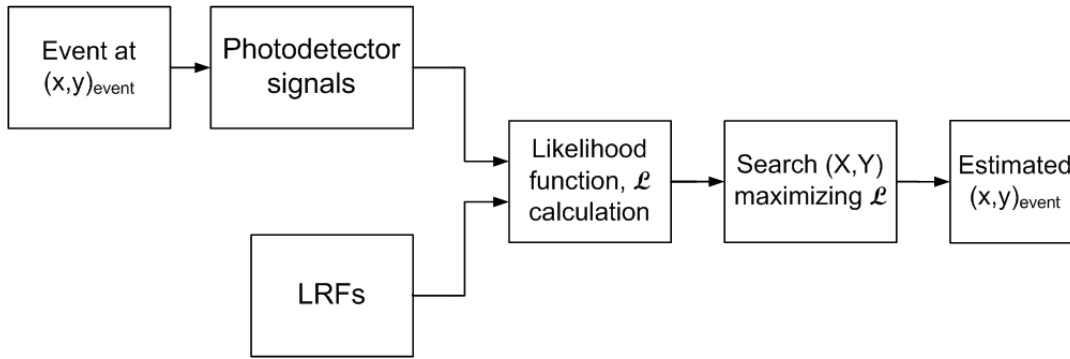 Event at
(x,y)event
Photodetector
signals
LRFs
Likelihood
function, ℒ
calculation
Search (X,Y)
maximizing ℒ
Estimated
(x,y)event